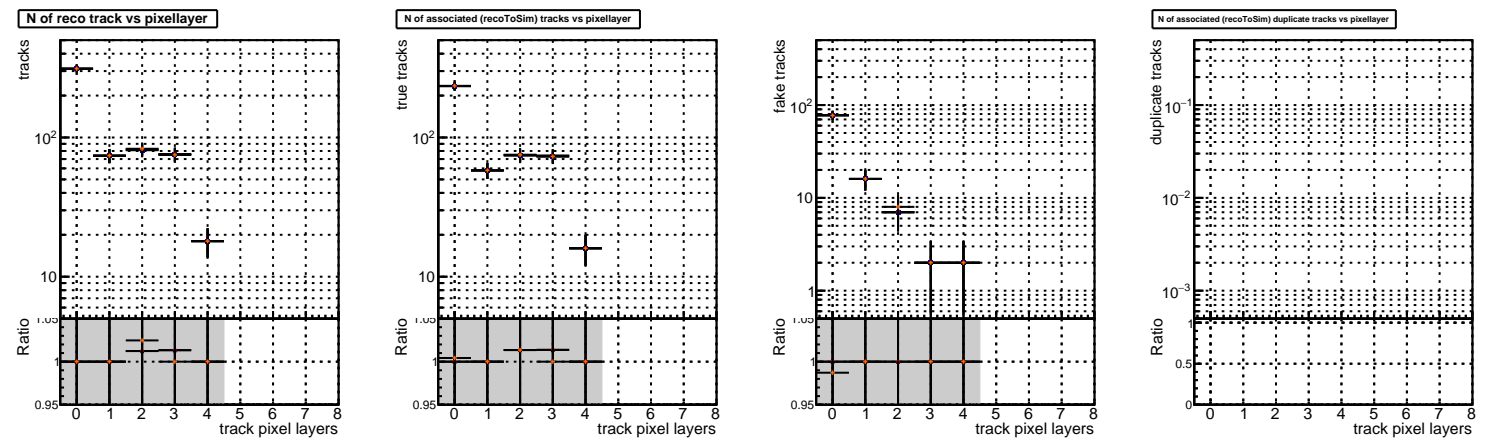 N of reco track vs pixellayer
tracks
10²
10
Ratio
1.05
1
0.95
0 1 2 3 4 5 6 7 8
track pixel layers
N of associated (recoToSim) tracks vs pixellayer
true tracks
10²
10
Ratio
1.05
1
0.95
0 1 2 3 4 5 6 7 8
track pixel layers
fake tracks
10²
10
1
Ratio
1.05
1
0.95
0 1 2 3 4 5 6 7 8
track pixel layers
N of associated (recoToSim) duplicate tracks vs pixellayer
duplicate tracks
10⁻¹
10⁻²
10⁻³
Ratio
1
0.5
0
0 1 2 3 4 5 6 7 8
track pixel layers